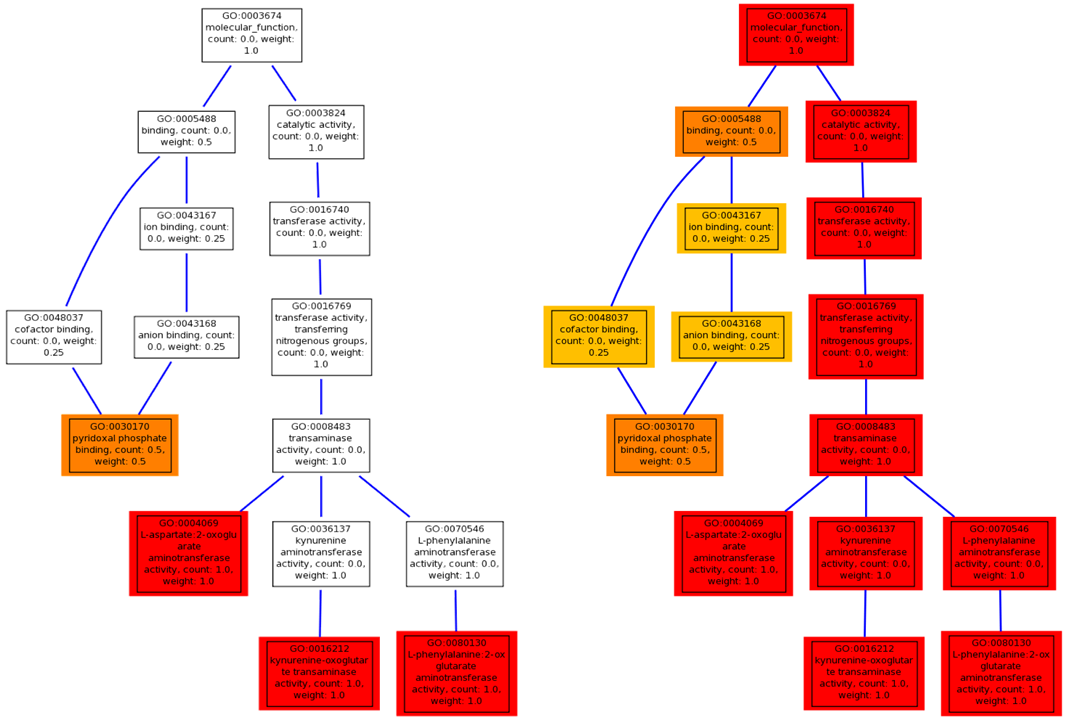 GO:0003674
molecular_function,
count: 0.0, weight:
1.0
GO:0005488
binding, count: 0.0,
weight: 0.5
GO:0003824
catalytic activity,
count: 0.0, weight:
1.0
GO:0043167
ion binding, count:
0.0, weight: 0.25
GO:0016740
transferase activity,
count: 0.0, weight:
1.0
GO:0048037
cofactor binding,
count: 0.0, weight:
0.25
GO:0043168
anion binding, count:
0.0, weight: 0.25
GO:0016769
transferase activity,
transferring
nitrogenous groups,
count: 0.0, weight:
1.0
GO:0030170
pyridoxal phosphate
binding, count: 0.5,
weight: 0.5
GO:0008483
transaminase
activity, count: 0.0,
weight: 1.0
GO:0004069
L-aspartate:2-oxoglu
arate
aminotransferase
activity, count: 1.0,
weight: 1.0
GO:0036137
kynurenine
aminotransferase
activity, count: 0.0,
weight: 1.0
GO:0070546
L-phenylalanine
aminotransferase
activity, count: 0.0,
weight: 1.0
GO:0016212
kynurenine-oxoglutar
te transaminase
activity, count: 1.0,
weight: 1.0
GO:0080130
L-phenylalanine:2-ox
glutarate
aminotransferase
activity, count: 1.0,
weight: 1.0
GO:0003674
molecular_function,
count: 0.0, weight:
1.0
GO:0005488
binding, count: 0.0,
weight: 0.5
GO:0003824
catalytic activity,
count: 0.0, weight:
1.0
GO:0043167
ion binding, count:
0.0, weight: 0.25
GO:0016740
transferase activity,
count: 0.0, weight:
1.0
GO:0048037
cofactor binding,
count: 0.0, weight:
0.25
GO:0043168
anion binding, count:
0.0, weight: 0.25
GO:0016769
transferase activity,
transferring
nitrogenous groups,
count: 0.0, weight:
1.0
GO:0030170
pyridoxal phosphate
binding, count: 0.5,
weight: 0.5
GO:0008483
transaminase
activity, count: 0.0,
weight: 1.0
GO:0004069
L-aspartate:2-oxoglu
arate
aminotransferase
activity, count: 1.0,
weight: 1.0
GO:0036137
kynurenine
aminotransferase
activity, count: 0.0,
weight: 1.0
GO:0070546
L-phenylalanine
aminotransferase
activity, count: 0.0,
weight: 1.0
GO:0016212
kynurenine-oxoglutar
te transaminase
activity, count: 1.0,
weight: 1.0
GO:0080130
L-phenylalanine:2-ox
glutarate
aminotransferase
activity, count: 1.0,
weight: 1.0